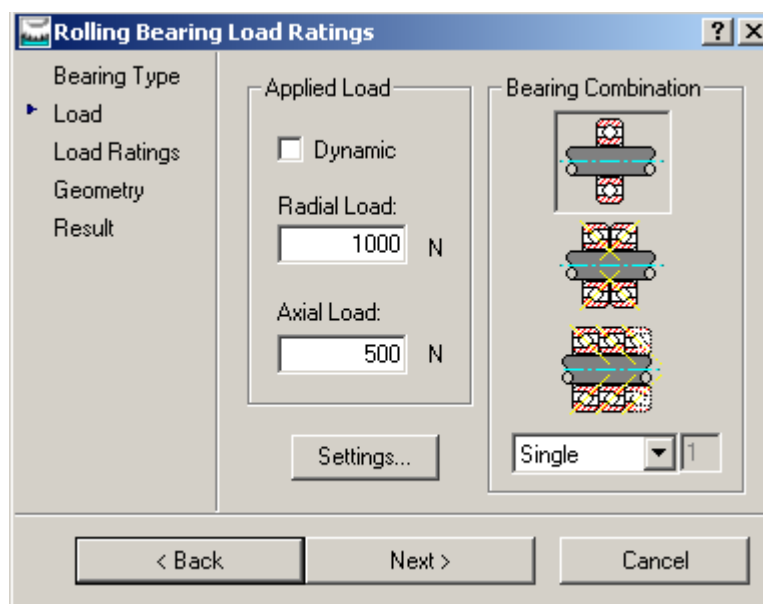 Rolling Bearing Load Ratings
Bearing Type
Load
Load Ratings
Geometry
Result
Applied Load
Dynamic
Radial Load:
1000 N
Axial Load:
500 N
Settings...
Bearing Combination
Single 1
< Back
Next >
Cancel